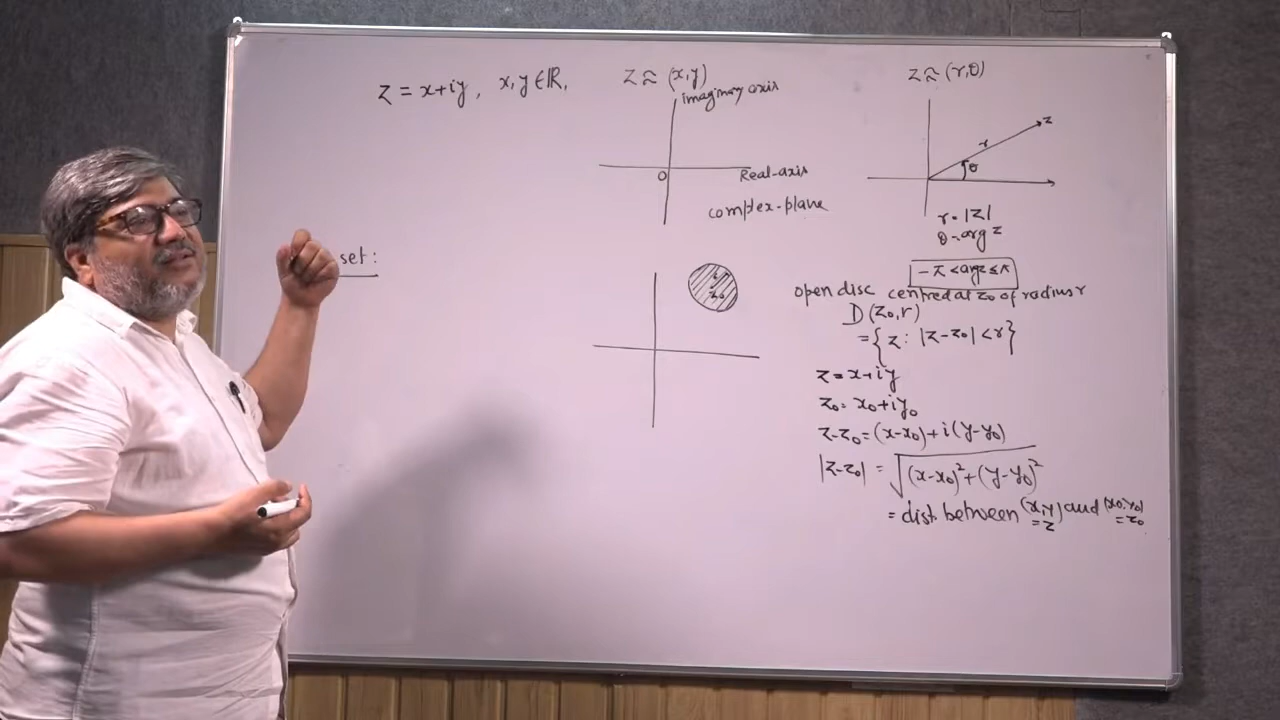 z = x+iy, x,y ∈ ℝ,
set:
z ≈ (x,y)
imaginary axis
0
Real-axis
complex-plane
z₀
z ≈ (r,θ)
z
r
θ
r = |z|
θ = arg z
-π < arg z ≤ π
open disc centred at z₀ of radius r
D(z₀,r)
= { z : |z-z₀| < r }
z = x+iy
z₀ = x₀+iy₀
z-z₀ = (x-x₀)+i(y-y₀)
|z-z₀| = √(x-x₀)²+(y-y₀)²
= dist. between (x,y) and (x₀,y₀)
=z =z₀